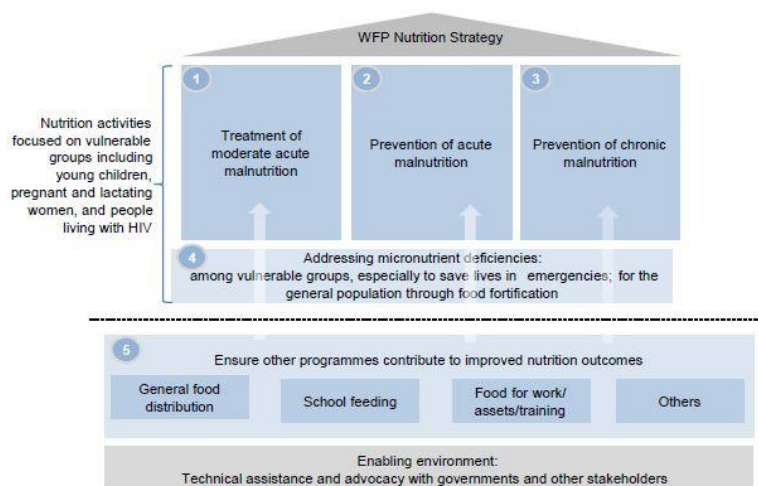 WFP Nutrition Strategy
1
2
3
Nutrition activities
focused on vulnerable
groups including
young children,
pregnant and lactating
women, and people
living with HIV
Treatment of
moderate acute
malnutrition
Prevention of acute
malnutrition
Prevention of chronic
malnutrition
4
Addressing micronutrient deficiencies:
among vulnerable groups, especially to save lives in emergencies; for the
general population through food fortification
5
Ensure other programmes contribute to improved nutrition outcomes
General food
distribution
School feeding
Food for work/
assets/training
Others
Enabling environment:
Technical assistance and advocacy with governments and other stakeholders